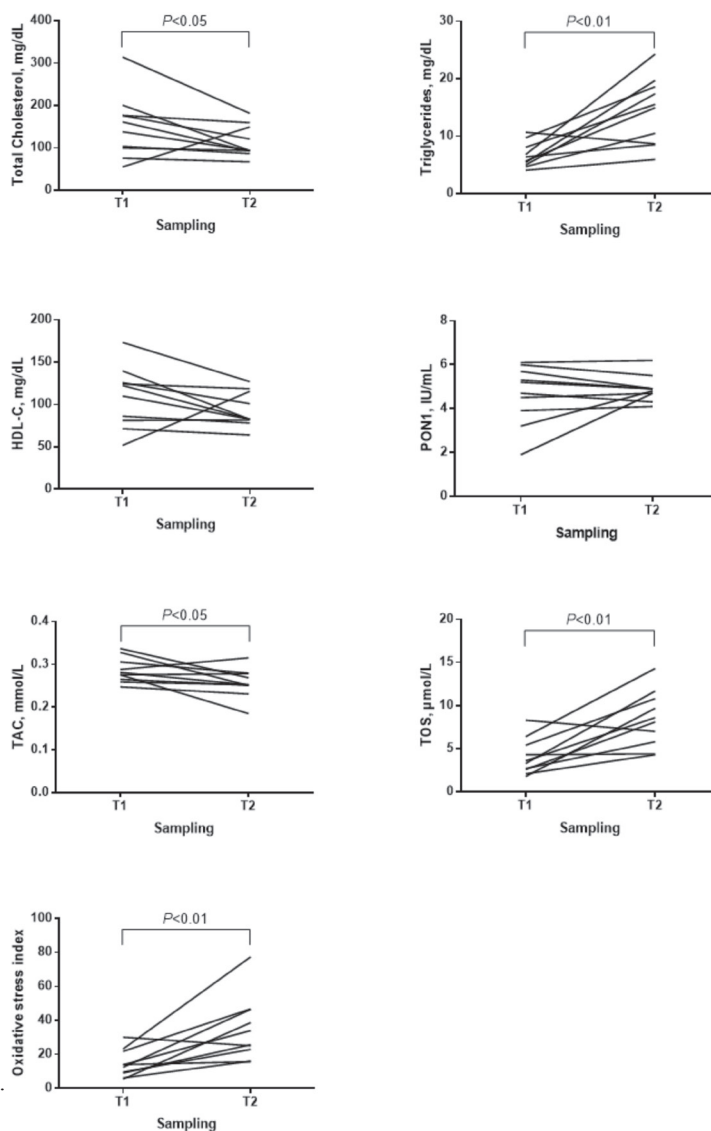 P<0.05
Total Cholesterol, mg/dL
400
300
200
100
0
T1 T2
Sampling
P<0.01
Triglycerides, mg/dL
30
20
10
0
T1 T2
Sampling
HDL-C, mg/dL
200
150
100
50
0
T1 T2
Sampling
PON1, IU/mL
8
6
4
2
0
T1 T2
Sampling
P<0.05
TAC, mmol/L
0.4
0.3
0.2
0.1
0.0
T1 T2
Sampling
P<0.01
TOS, µmol/L
20
15
10
5
0
T1 T2
Sampling
P<0.01
Oxidative stress index
100
80
60
40
20
0
T1 T2
Sampling